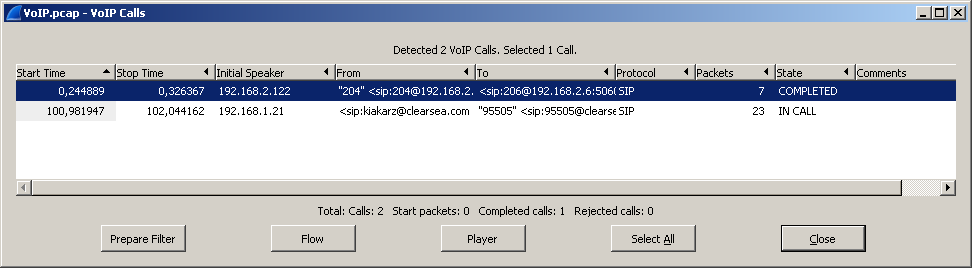 VoIP.pcap - VoIP Calls
Detected 2 VoIP Calls. Selected 1 Call.
Start Time Stop Time Initial Speaker From To Protocol Packets State Comments
0,244889 0,326367 192.168.2.122 "204" <sip:204@192.168.2. <sip:206@192.168.2.6:506( SIP 7 COMPLETED
100,981947 102,044162 192.168.1.21 <sip:kiakarz@clearsea.com "95505" <sip:95505@clearse SIP 23 IN CALL
Total: Calls: 2 Start packets: 0 Completed calls: 1 Rejected calls: 0
Prepare Filter Flow Player Select All Close